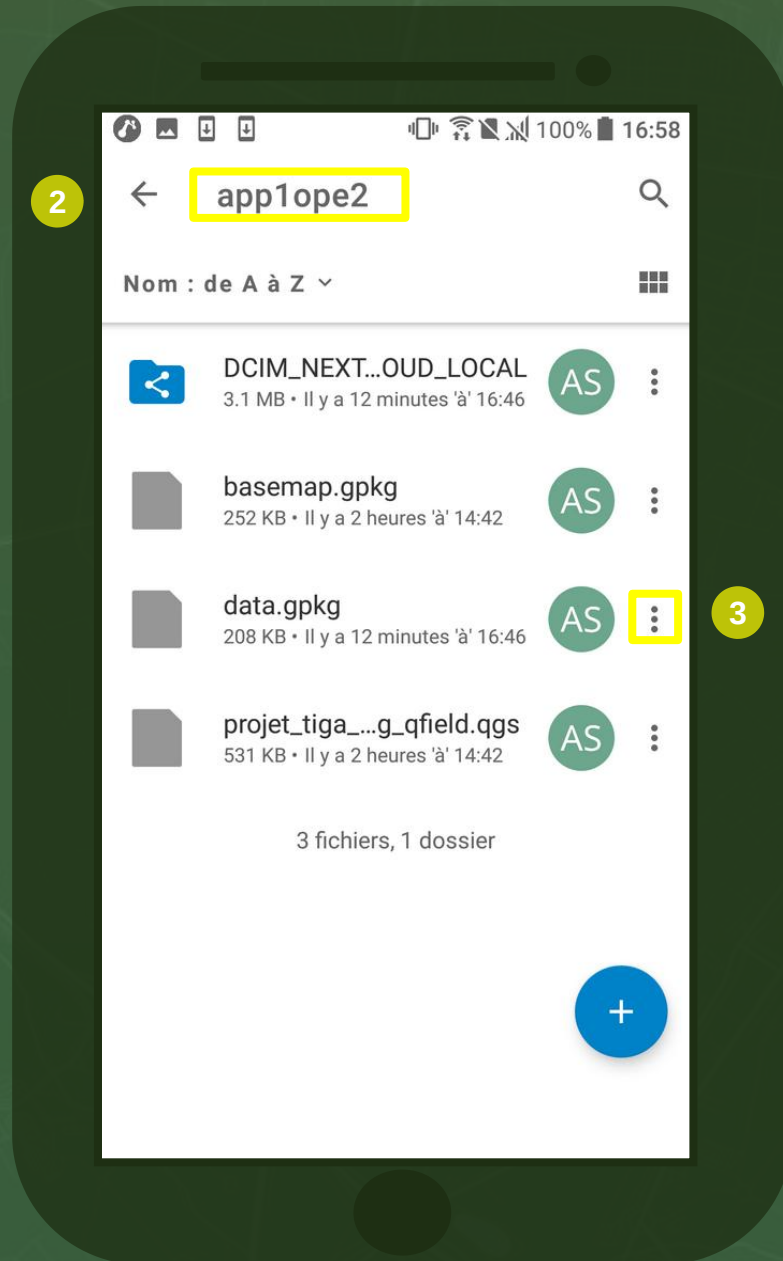 100% 16:58
2
app1ope2
Nom : de A à Z
DCIM_NEXT...OUD_LOCAL
3.1 MB • Il y a 12 minutes 'à' 16:46
AS
basemap.gpkg
252 KB • Il y a 2 heures 'à' 14:42
AS
data.gpkg
208 KB • Il y a 12 minutes 'à' 16:46
AS
3
projet_tiga_...g_qfield.qgs
531 KB • Il y a 2 heures 'à' 14:42
AS
3 fichiers, 1 dossier
+